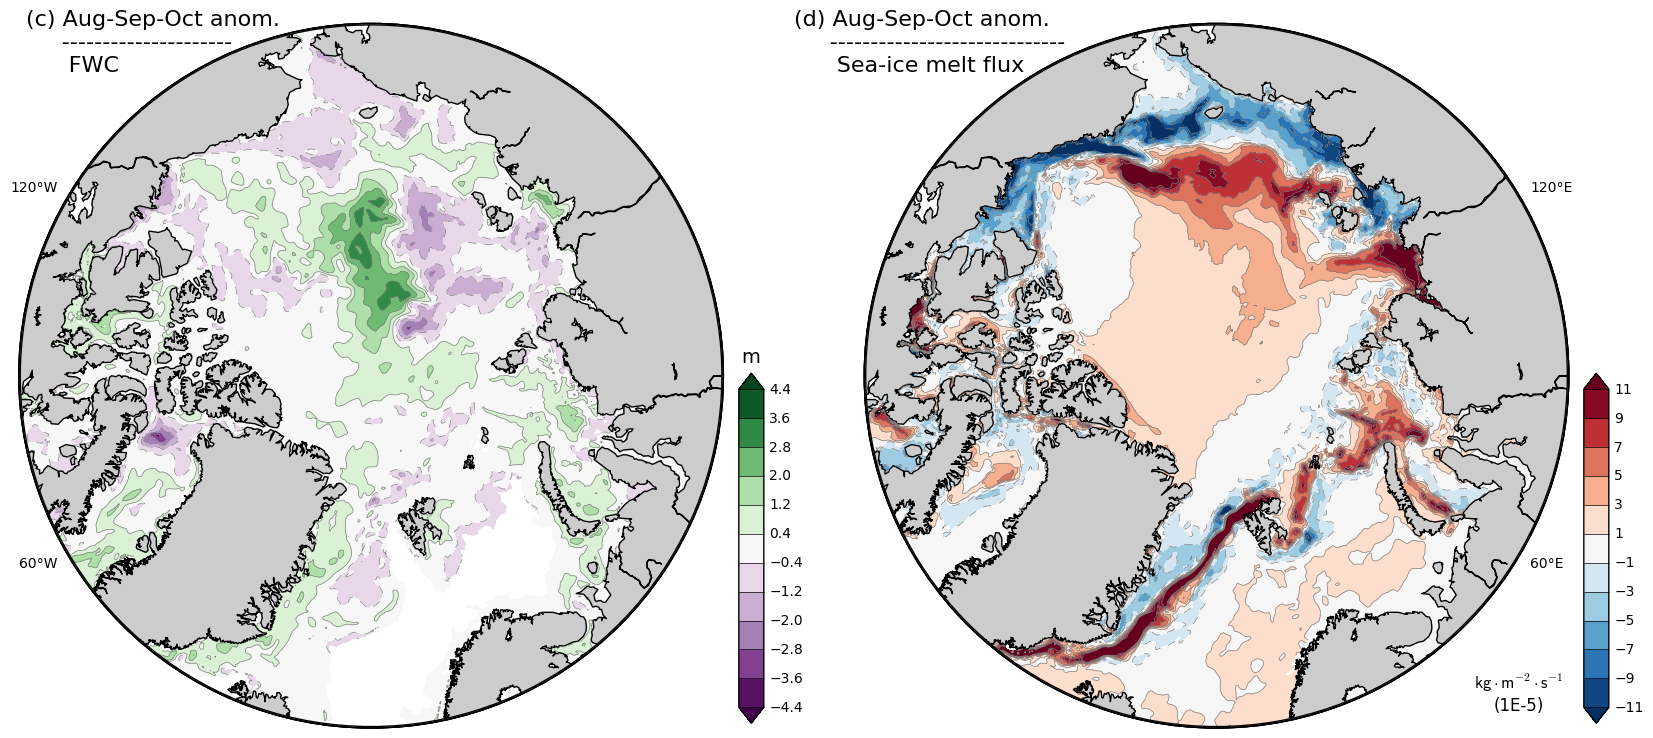 (c) Aug-Sep-Oct anom.
------------------------
FWC
120°W
60°W
m
4.4
3.6
2.8
2.0
1.2
0.4
−0.4
−1.2
−2.0
−2.8
−3.6
−4.4
(d) Aug-Sep-Oct anom.
---------------------------------
Sea-ice melt flux
120°E
60°E
11
9
7
5
3
1
−1
−3
−5
−7
−9
−11
kg · m⁻² · s⁻¹
(1E-5)